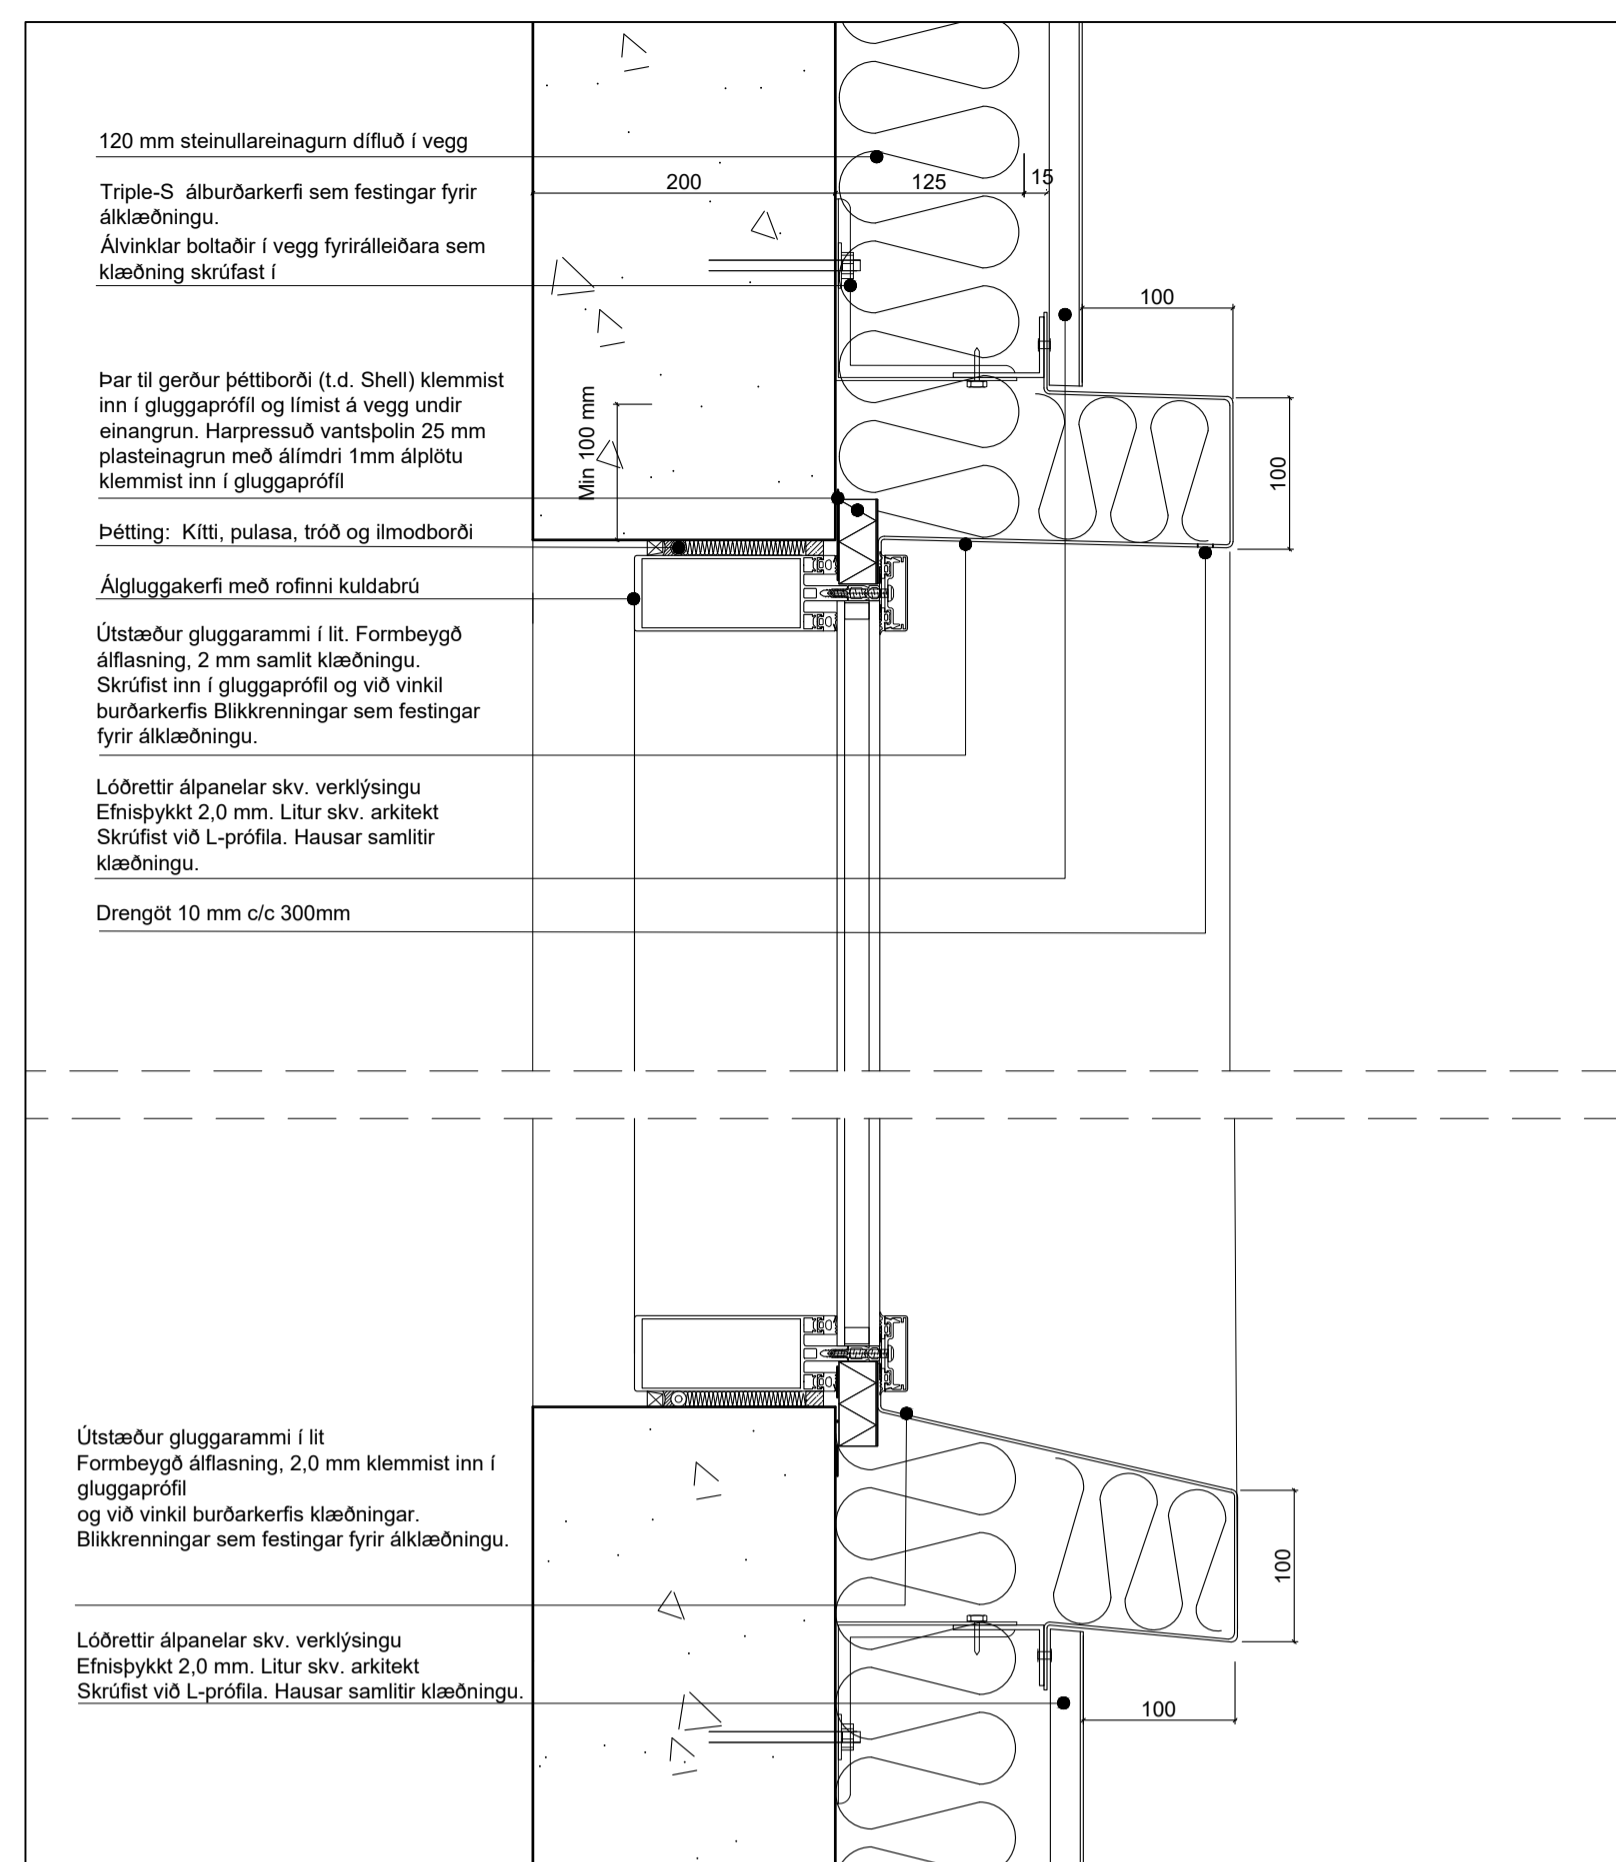 120 mm steinullareinagurn dífluð í vegg
Triple-S álburðarkerfi sem festingar fyrir
álklæðningu.
Álvinklar boltaðir í vegg fyrirálleiðara sem
klæðning skrúfast í
200
125
15
100
Þar til gerður þéttiborði (t.d. Shell) klemmist
inn í gluggaprófíl og límist á vegg undir
einangrun. Harpressuð vantsþolin 25 mm
plasteinagrun með álímdri 1mm álplötu
klemmist inn í gluggaprófíl
Min 100 mm
100
Þétting: Kítti, pulasa, tróð og ilmodborði
Álgluggakerfi með rofinni kuldabrú
Útstæður gluggarammi í lit. Formbeygð
álflasning, 2 mm samlit klæðningu.
Skrúfist inn í gluggaprófil og við vinkil
burðarkerfis Blikkrenningar sem festingar
fyrir álklæðningu.
Lóðrettir álpanelar skv. verklýsingu
Efnisþykkt 2,0 mm. Litur skv. arkitekt
Skrúfist við L-prófila. Hausar samlitir
klæðningu.
Drengöt 10 mm c/c 300mm
Útstæður gluggarammi í lit
Formbeygð álflasning, 2,0 mm klemmist inn í
gluggaprófil
og við vinkil burðarkerfis klæðningar.
Blikkrenningar sem festingar fyrir álklæðningu.
100
Lóðrettir álpanelar skv. verklýsingu
Efnisþykkt 2,0 mm. Litur skv. arkitekt
Skrúfist við L-prófila. Hausar samlitir klæðningu.
100